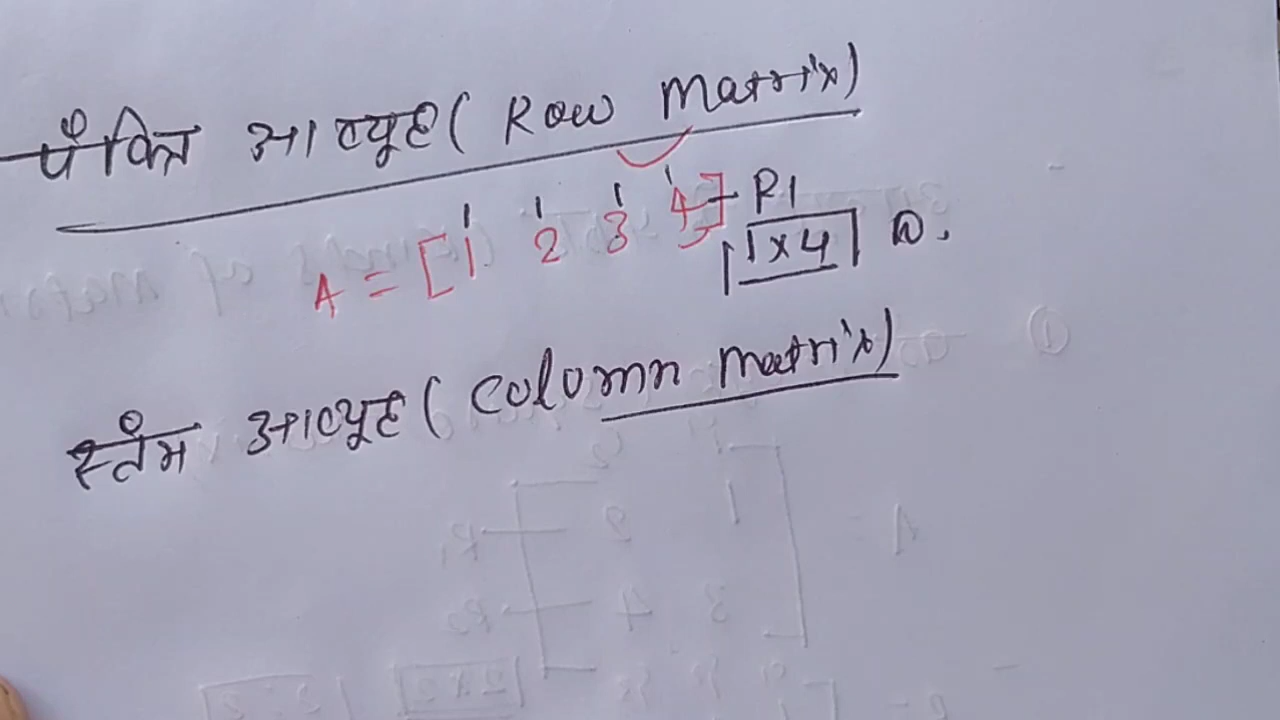 पंक्ति आव्यूह ( Row Matrix)
A = [1 2 3 4] R1
1×4
स्तंभ आव्यूह ( Column Matrix)